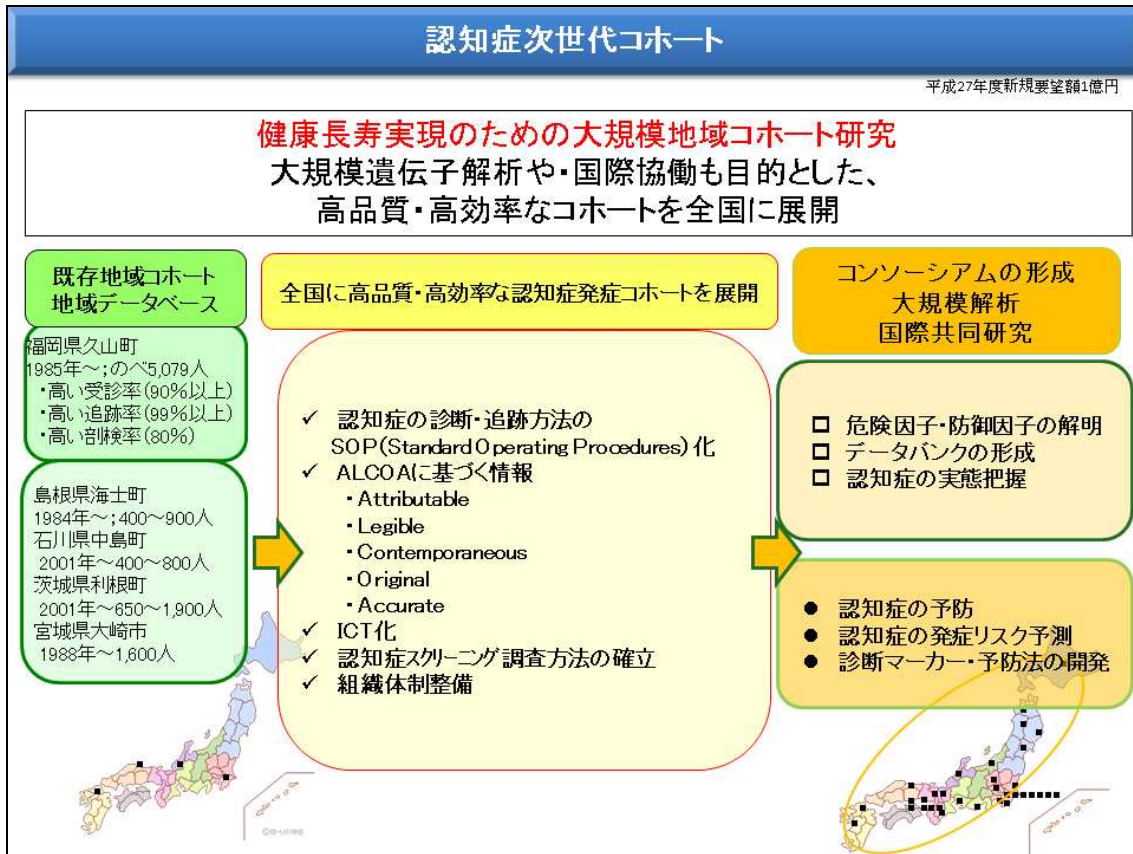 認知症次世代コホート
平成27年度新規要望額1億円
健康長寿実現のための大規模地域コホート研究
大規模遺伝子解析や・国際協働も目的とした、
高品質・高効率なコホートを全国に展開
既存地域コホート
地域データベース
福岡県久山町
1985年～;のべ5,079人
・高い受診率(90%以上)
・高い追跡率(99%以上)
・高い剖検率(80%)
島根県海士町
1984年～;400～900人
石川県中島町
2001年～400～800人
茨城県利根町
2001年～650～1,900人
宮城県大崎市
1988年～1,600人
全国に高品質・高効率な認知症発症コホートを展開
✓ 認知症の診断・追跡方法の
SOP(Standard Operating Procedures)化
✓ ALCOAに基づく情報
・Attributable
・Legible
・Contemporaneous
・Original
・Accurate
✓ ICT化
✓ 認知症スクリーニング調査方法の確立
✓ 組織体制整備
コンソーシアムの形成
大規模解析
国際共同研究
□ 危険因子・防御因子の解明
□ データバンクの形成
□ 認知症の実態把握
● 認知症の予防
● 認知症の発症リスク予測
● 診断マーカー・予防法の開発